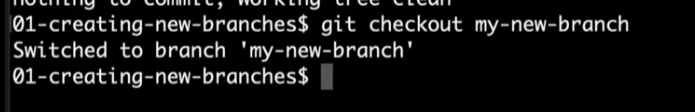 nothing to commit, working tree clean
01-creating-new-branches$ git checkout my-new-branch
Switched to branch 'my-new-branch'
01-creating-new-branches$